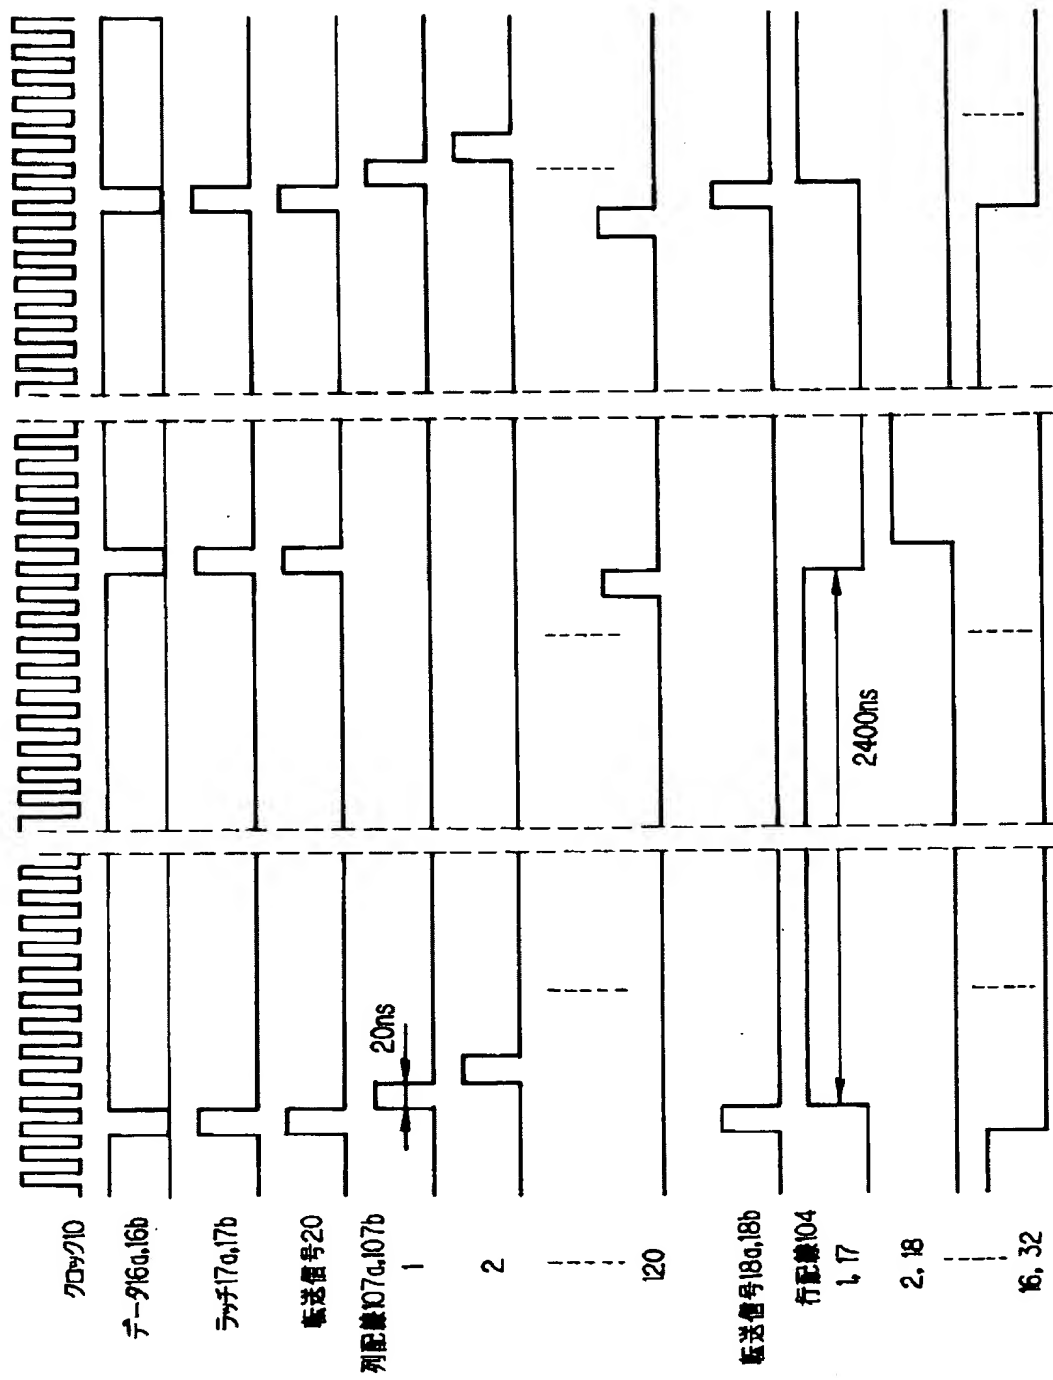 クロック10
データ16a,16b
ラッチ17a,17b
転送信号20
列配線107a,107b
1
2
120
転送信号18a,18b
行配線104
1, 17
2, 18
16, 32
20ns
2400ns